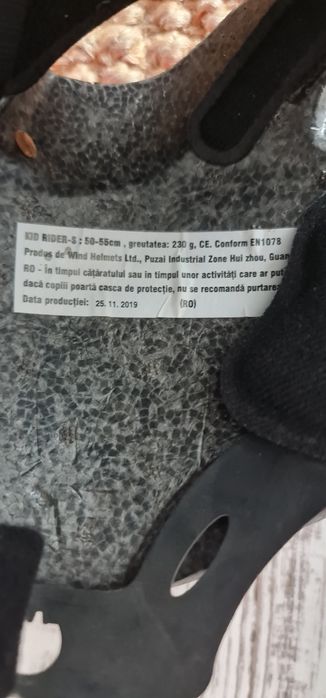 KID RIDER-S : 50-55cm , greutatea: 230 g, CE. Conform EN1078
Produs de Wind Helmets Ltd., Puzai Industrial Zone Hui zhou, Guan
RO - în timpul cățăratului sau în timpul unor activități care ar put
dacă copiii poartă casca de protecție, nu se recomandă purtarea
Data producției: 25. 11. 2019 (RO)